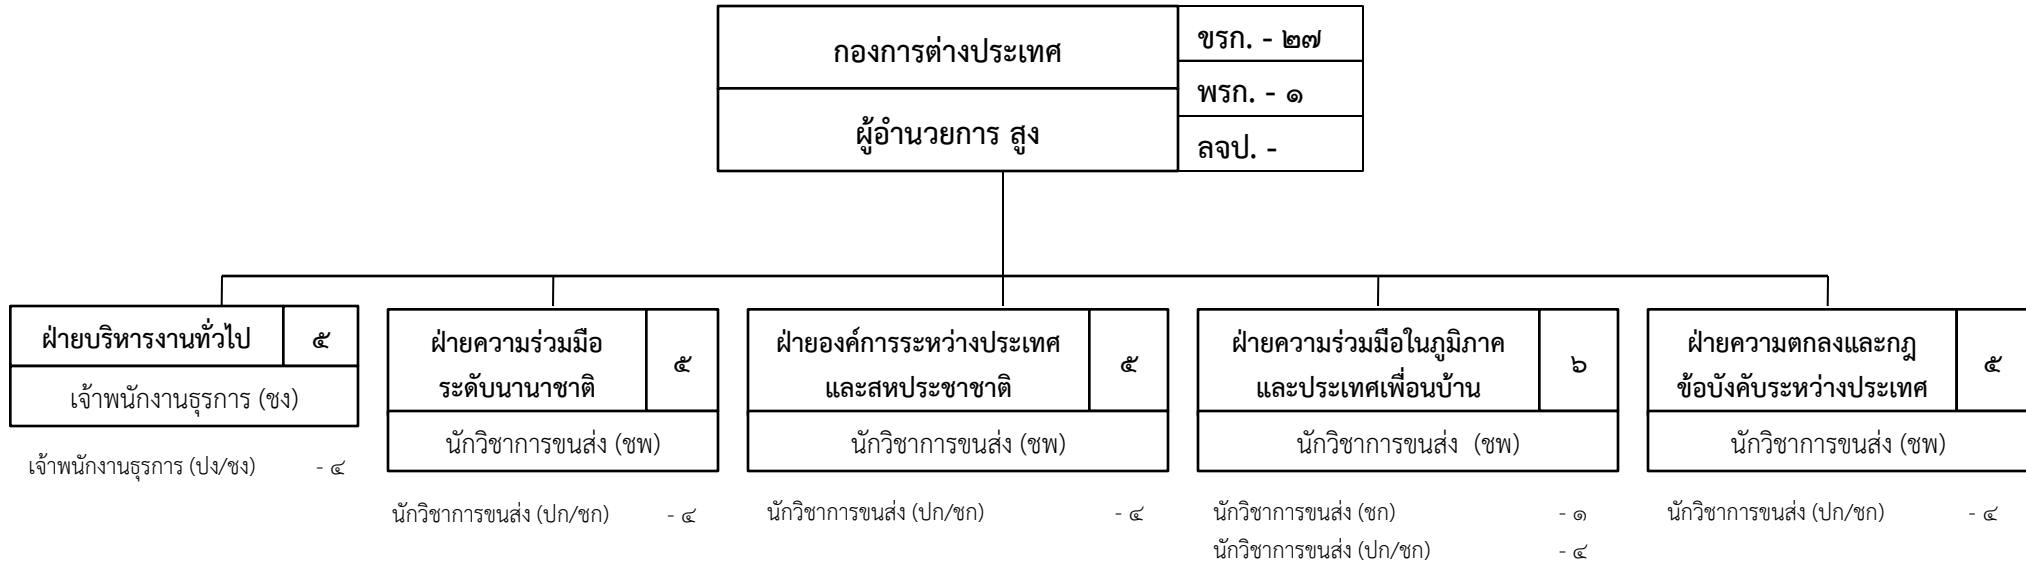 กองการต่างประเทศ
ผู้อำนวยการ สูง
ขรก. - ๒๗
พรก. - ๑
ลจป. -
ฝ่ายบริหารงานทั่วไป ๕
เจ้าพนักงานธุรการ (ชง)
เจ้าพนักงานธุรการ (ปง/ชง) - ๔
ฝ่ายความร่วมมือ
ระดับนานาชาติ
๕
นักวิชาการขนส่ง (ชพ)
นักวิชาการขนส่ง (ปก/ชก) - ๔
ฝ่ายองค์การระหว่างประเทศ
และสหประชาชาติ
๕
นักวิชาการขนส่ง (ชพ)
นักวิชาการขนส่ง (ปก/ชก) - ๔
ฝ่ายความร่วมมือในภูมิภาค
และประเทศเพื่อนบ้าน
๖
นักวิชาการขนส่ง (ชพ)
นักวิชาการขนส่ง (ชก) - ๑
นักวิชาการขนส่ง (ปก/ชก) - ๔
ฝ่ายความตกลงและกฎ
ข้อบังคับระหว่างประเทศ
๕
นักวิชาการขนส่ง (ชพ)
นักวิชาการขนส่ง (ปก/ชก) - ๔